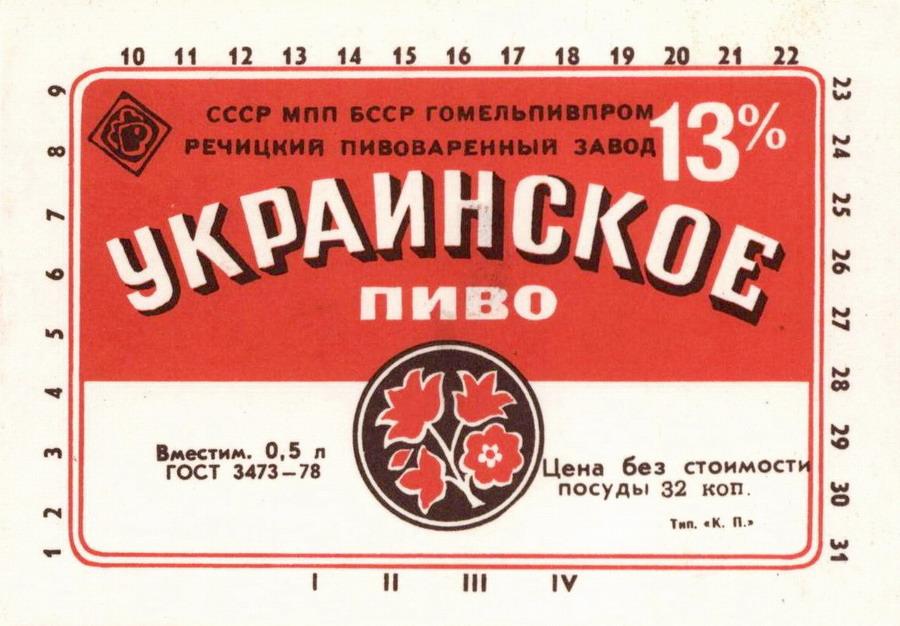 10 11 12 13 14 15 16 17 18 19 20 21 22
9
8
7
6
5
4
3
2
1
СССР МПП БССР ГОМЕЛЬПИВПРОМ
РЕЧИЦКИЙ ПИВОВАРЕННЫЙ ЗАВОД
13%
УКРАИНСКОЕ
ПИВО
Вместим. 0,5 л
ГОСТ 3473-78
Цена без стоимости
посуды 32 коп.
Тип. «К. П.»
23
24
25
26
27
28
29
30
31
I II III IV